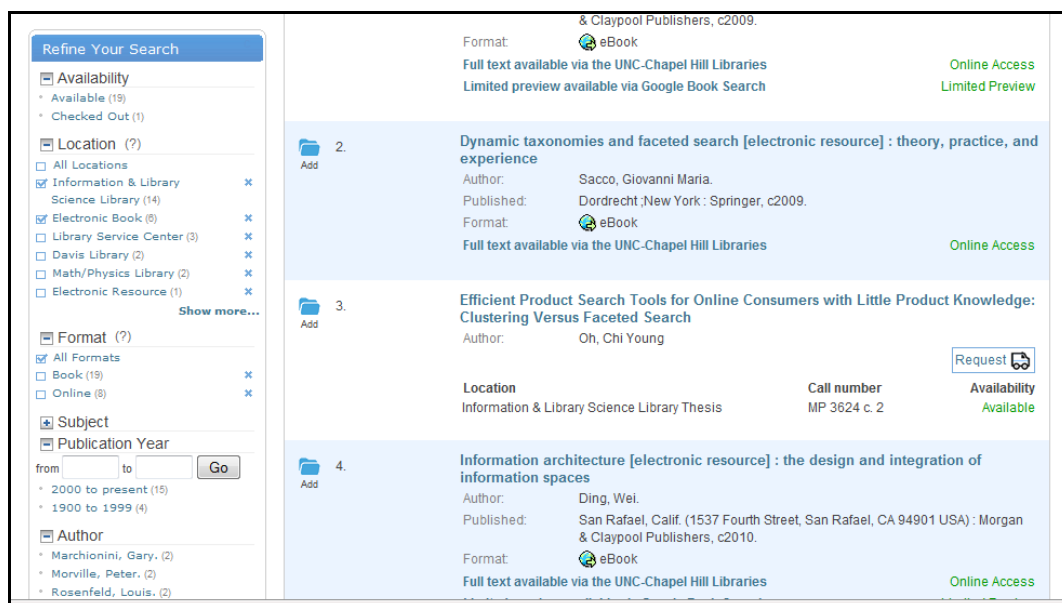 Refine Your Search
Availability
Available (19)
Checked Out (1)
Location (?)
All Locations
Information & Library
Science Library (14)
Electronic Book (6)
Library Service Center (3)
Davis Library (2)
Math/Physics Library (2)
Electronic Resource (1)
Show more...
Format (?)
All Formats
Book (19)
Online (8)
Subject
Publication Year
from to Go
2000 to present (15)
1900 to 1999 (4)
Author
Marchionini, Gary. (2)
Morville, Peter. (2)
Rosenfeld, Louis. (2)
& Claypool Publishers, c2009.
Format: eBook
Full text available via the UNC-Chapel Hill Libraries Online Access
Limited preview available via Google Book Search Limited Preview
Add 2. Dynamic taxonomies and faceted search [electronic resource] : theory, practice, and
experience
Author: Sacco, Giovanni Maria.
Published: Dordrecht ;New York : Springer, c2009.
Format: eBook
Full text available via the UNC-Chapel Hill Libraries Online Access
Add 3. Efficient Product Search Tools for Online Consumers with Little Product Knowledge:
Clustering Versus Faceted Search
Author: Oh, Chi Young
Request
Location Call number Availability
Information & Library Science Library Thesis MP 3624 c. 2 Available
Add 4. Information architecture [electronic resource] : the design and integration of
information spaces
Author: Ding, Wei.
Published: San Rafael, Calif. (1537 Fourth Street, San Rafael, CA 94901 USA) : Morgan
& Claypool Publishers, c2010.
Format: eBook
Full text available via the UNC-Chapel Hill Libraries Online Access